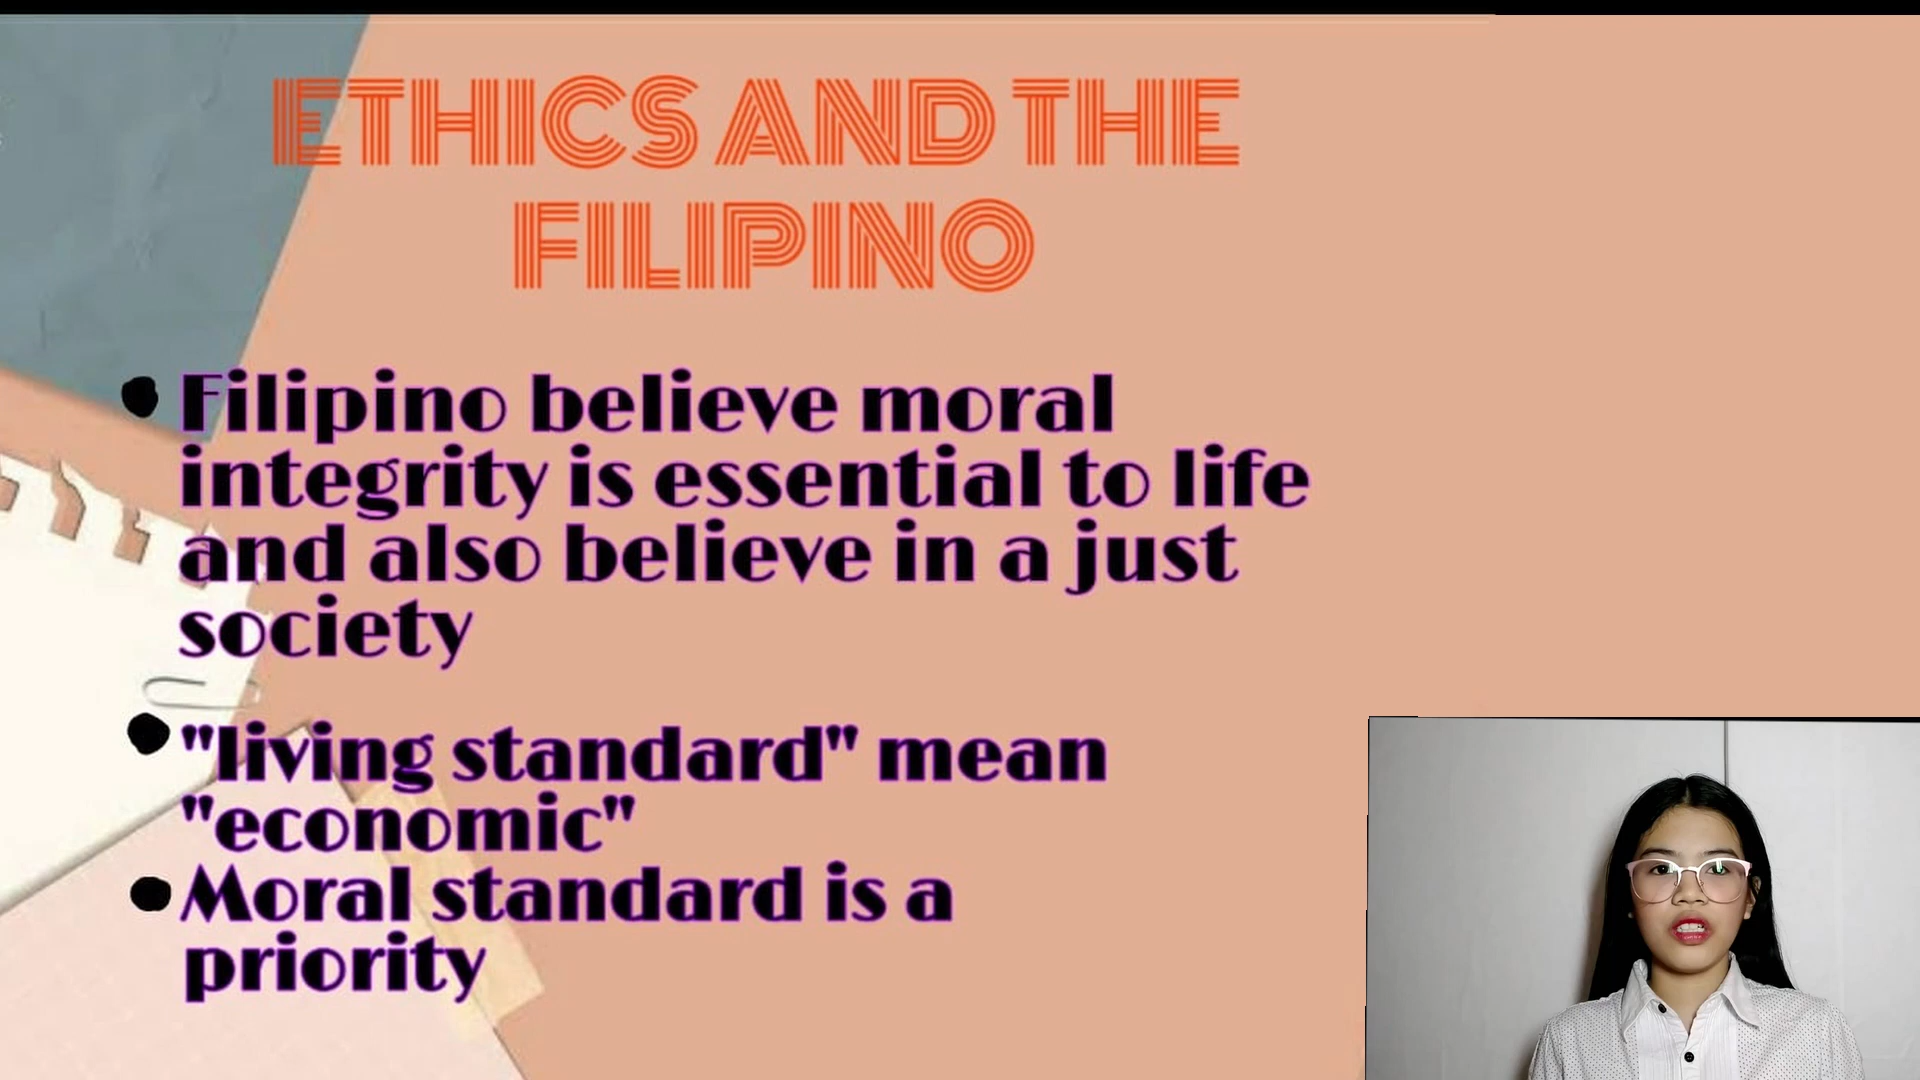 ETHICS AND THE
FILIPINO
Filipino believe moral
integrity is essential to life
and also believe in a just
society
"living standard" mean
"economic"
Moral standard is a
priority